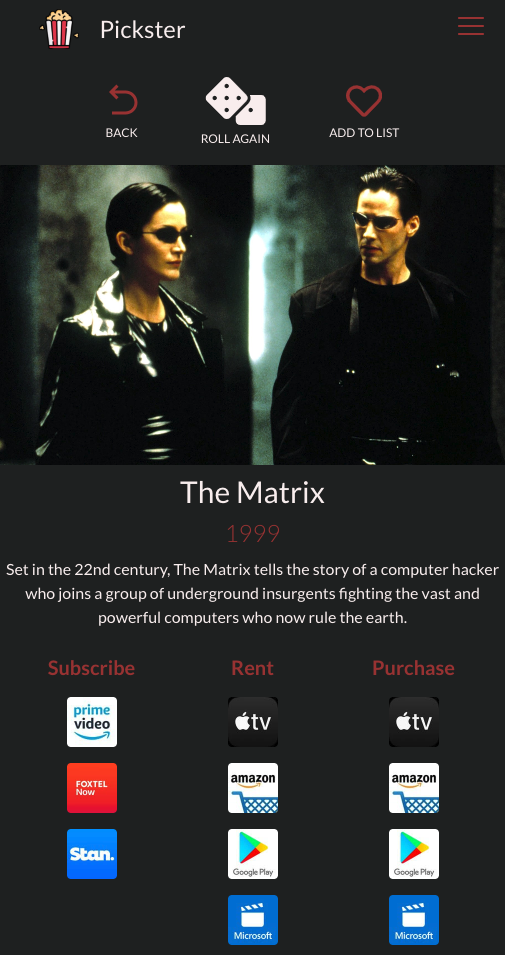 Pickster
BACK
ROLL AGAIN
ADD TO LIST
The Matrix
1999
Set in the 22nd century, The Matrix tells the story of a computer hacker
who joins a group of underground insurgents fighting the vast and
powerful computers who now rule the earth.
Subscribe Rent Purchase
prime video tv tv
FOXTEL Now amazon amazon
Stan. Google Play Google Play
Microsoft Microsoft